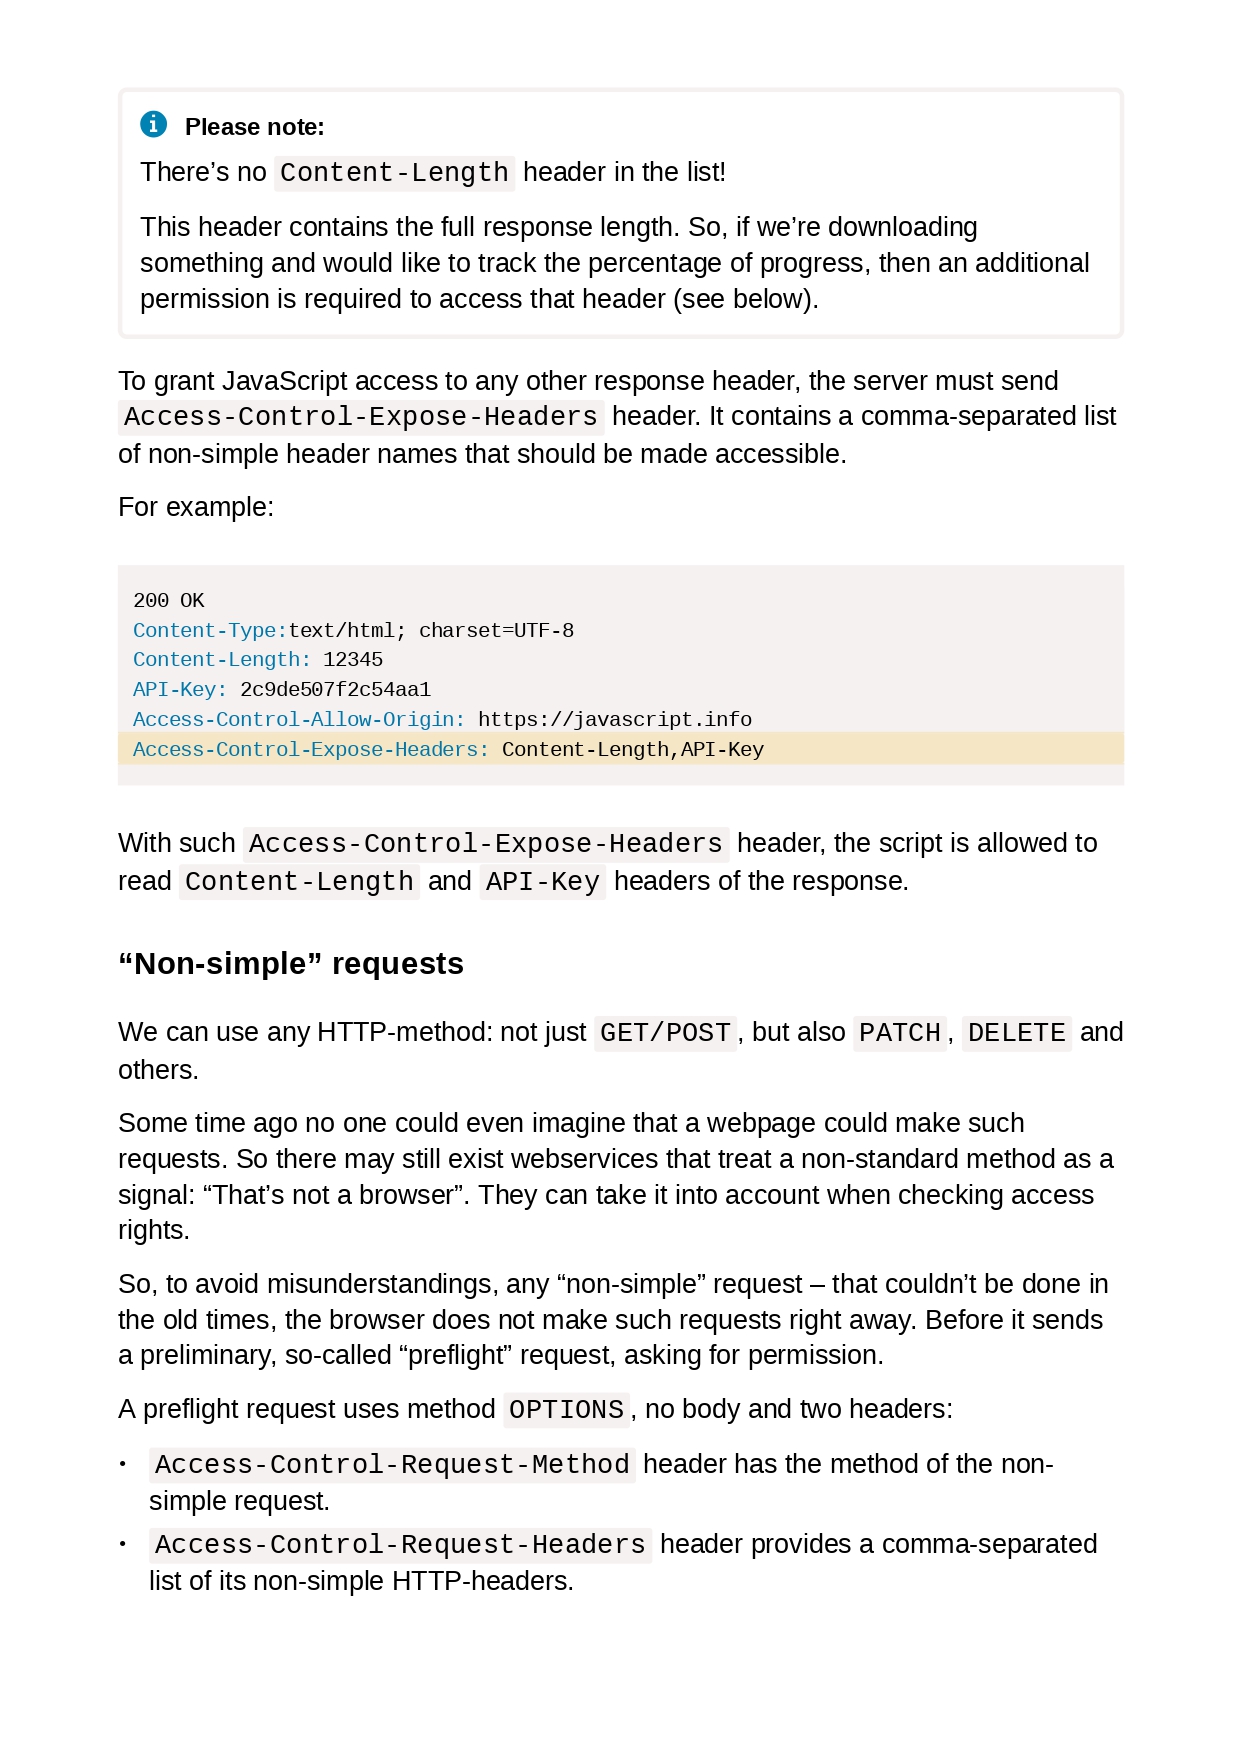 Please note:
There’s no Content-Length header in the list!
This header contains the full response length. So, if we’re downloading
something and would like to track the percentage of progress, then an additional
permission is required to access that header (see below).
To grant JavaScript access to any other response header, the server must send
Access-Control-Expose-Headers header. It contains a comma-separated list
of non-simple header names that should be made accessible.
For example:
200 OK
Content-Type:text/html; charset=UTF-8
Content-Length: 12345
API-Key: 2c9de507f2c54aa1
Access-Control-Allow-Origin: https://javascript.info
Access-Control-Expose-Headers: Content-Length,API-Key
With such Access-Control-Expose-Headers header, the script is allowed to
read Content-Length and API-Key headers of the response.
“Non-simple” requests
We can use any HTTP-method: not just GET/POST, but also PATCH, DELETE and
others.
Some time ago no one could even imagine that a webpage could make such
requests. So there may still exist webservices that treat a non-standard method as a
signal: “That’s not a browser”. They can take it into account when checking access
rights.
So, to avoid misunderstandings, any “non-simple” request – that couldn’t be done in
the old times, the browser does not make such requests right away. Before it sends
a preliminary, so-called “preflight” request, asking for permission.
A preflight request uses method OPTIONS, no body and two headers:
• Access-Control-Request-Method header has the method of the non-
simple request.
• Access-Control-Request-Headers header provides a comma-separated
list of its non-simple HTTP-headers.